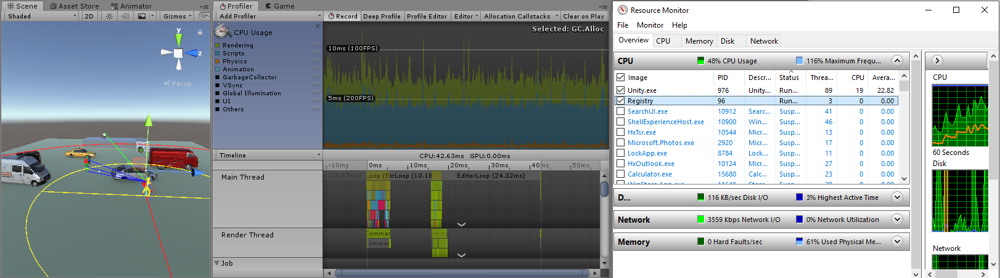 Scene
Asset Store
Animator
Shaded
2D
Gizmos
y
z
Persp
Profiler
Game
Add Profiler
Record
Deep Profile
Profile Editor
Editor
Allocation Callstacks
Clear on Play
CPU Usage
Rendering
Scripts
Physics
Animation
GarbageCollector
VSync
Global Illumination
UI
Others
Selected: GC.Alloc
10ms (100FPS)
5ms (200FPS)
Timeline
CPU:42.63ms GPU:0.00ms
-10ms 0ms 10ms 20ms 30ms 40ms 50ms
Main Thread
(19.37ms) Loop (5 orLoop (10.18 EditorLoop (24.32ms)
Render Thread
Commar
Commar
Job
Resource Monitor
File Monitor Help
Overview CPU Memory Disk Network
CPU 48% CPU Usage 116% Maximum Frequ...
Image PID Descr... Status Threa... CPU Avera...
Unity.exe 976 Unity... Run... 89 19 22.82
Registry 96 Run... 3 0 0.00
SearchUI.exe 10912 Searc... Susp... 41 0 0.00
ShellExperienceHost.exe 10900 Win... Susp... 46 0 0.00
HxTsr.exe 10544 Micr... Susp... 13 0 0.00
Microsoft.Photos.exe 2920 Micr... Susp... 17 0 0.00
LockApp.exe 8784 Lock... Susp... 11 0 0.00
HxOutlook.exe 10124 Micr... Susp... 27 0 0.00
Calculator.exe 15680 Calc... Susp... 23 0 0.00
D... 116 KB/sec Disk I/O 3% Highest Active Time
Network 3559 Kbps Network I/O 0% Network Utilization
Memory 0 Hard Faults/sec 61% Used Physical Me...
CPU
60 Seconds
Disk
Network